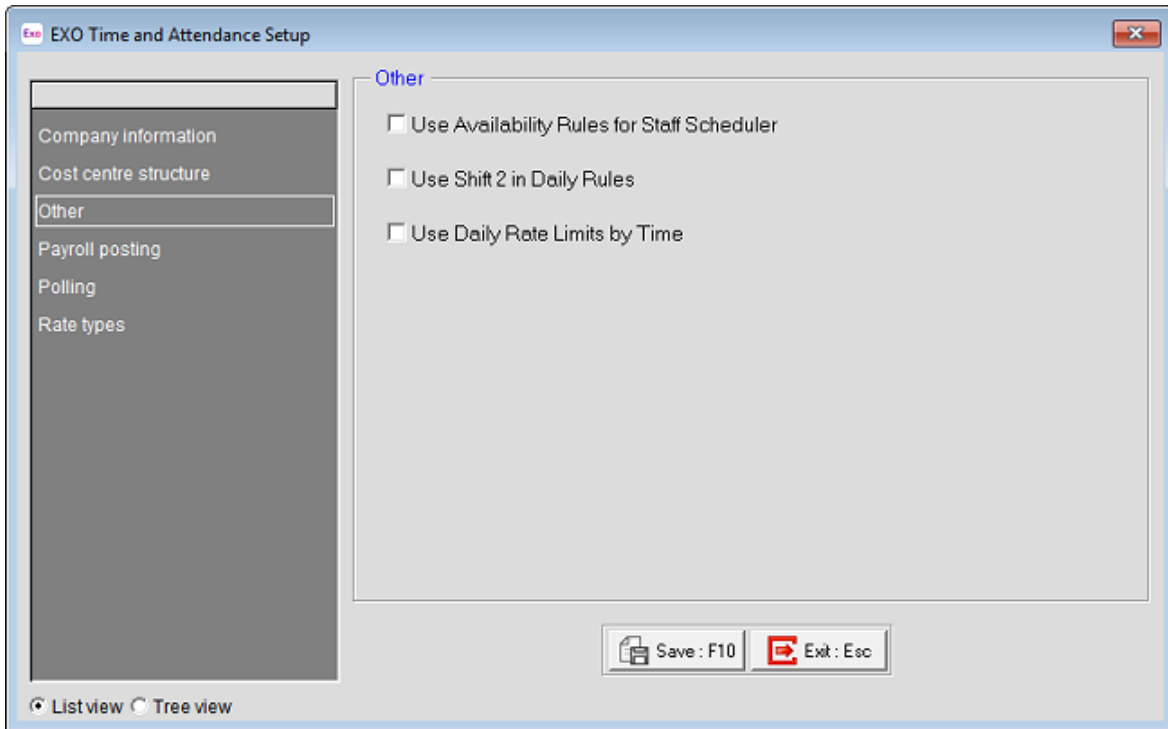 Exo EXO Time and Attendance Setup
Company information
Cost centre structure
Other
Payroll posting
Polling
Rate types
List view Tree view
Other
Use Availability Rules for Staff Scheduler
Use Shift 2 in Daily Rules
Use Daily Rate Limits by Time
Save : F10 Exit : Esc